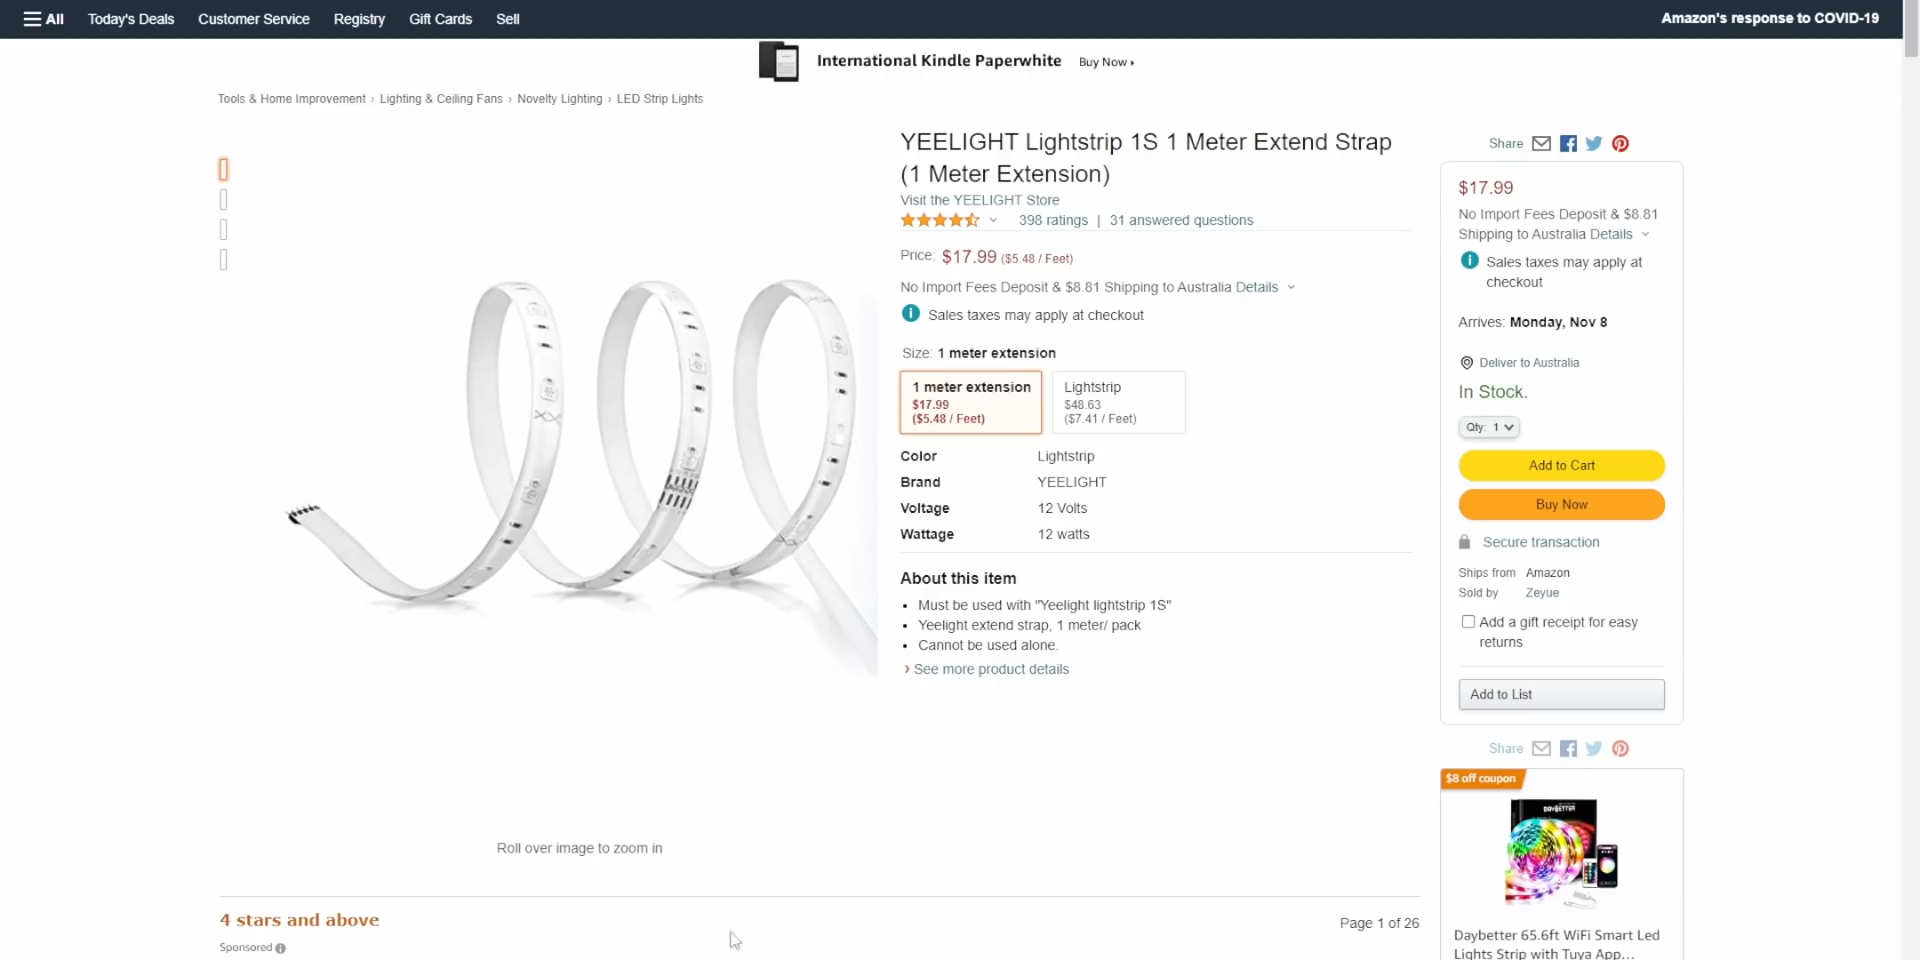 All Today's Deals Customer Service Registry Gift Cards Sell
Amazon's response to COVID-19
International Kindle Paperwhite Buy Now
Tools & Home Improvement › Lighting & Ceiling Fans › Novelty Lighting › LED Strip Lights
YEELIGHT Lightstrip 1S 1 Meter Extend Strap
(1 Meter Extension)
Visit the YEELIGHT Store
398 ratings | 31 answered questions
Price: $17.99 ($5.48 / Feet)
No Import Fees Deposit & $8.81 Shipping to Australia Details
Sales taxes may apply at checkout
Size: 1 meter extension
1 meter extension
$17.99
($5.48 / Feet)
Lightstrip
$48.63
($7.41 / Feet)
Color Lightstrip
Brand YEELIGHT
Voltage 12 Volts
Wattage 12 watts
About this item
• Must be used with "Yeelight lightstrip 1S"
• Yeelight extend strap, 1 meter/ pack
• Cannot be used alone.
› See more product details
Roll over image to zoom in
Share
$17.99
No Import Fees Deposit & $8.81
Shipping to Australia Details
Sales taxes may apply at
checkout
Arrives: Monday, Nov 8
Deliver to Australia
In Stock.
Qty: 1
Add to Cart
Buy Now
Secure transaction
Ships from Amazon
Sold by Zeyue
Add a gift receipt for easy
returns
Add to List
Share
$8 off coupon
DAYBETTER
Daybetter 65.6ft WiFi Smart Led
Lights Strip with Tuya App...
4 stars and above
Page 1 of 26
Sponsored